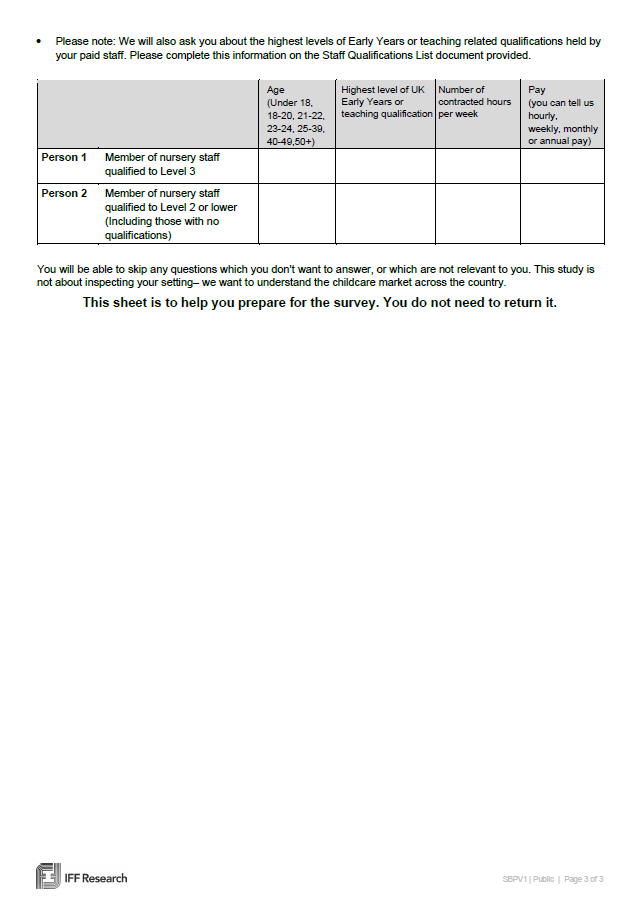 • Please note: We will also ask you about the highest levels of Early Years or teaching related qualifications held by
your paid staff. Please complete this information on the Staff Qualifications List document provided.
Age
(Under 18,
18-20, 21-22,
23-24, 25-39,
40-49,50+)
Highest level of UK
Early Years or
teaching qualification
Number of
contracted hours
per week
Pay
(you can tell us
hourly,
weekly, monthly
or annual pay)
Person 1
Member of nursery staff
qualified to Level 3
Person 2
Member of nursery staff
qualified to Level 2 or lower
(Including those with no
qualifications)
You will be able to skip any questions which you don't want to answer, or which are not relevant to you. This study is
not about inspecting your setting– we want to understand the childcare market across the country.
This sheet is to help you prepare for the survey. You do not need to return it.
IFF Research
SBPV1 | Public | Page 3 of 3